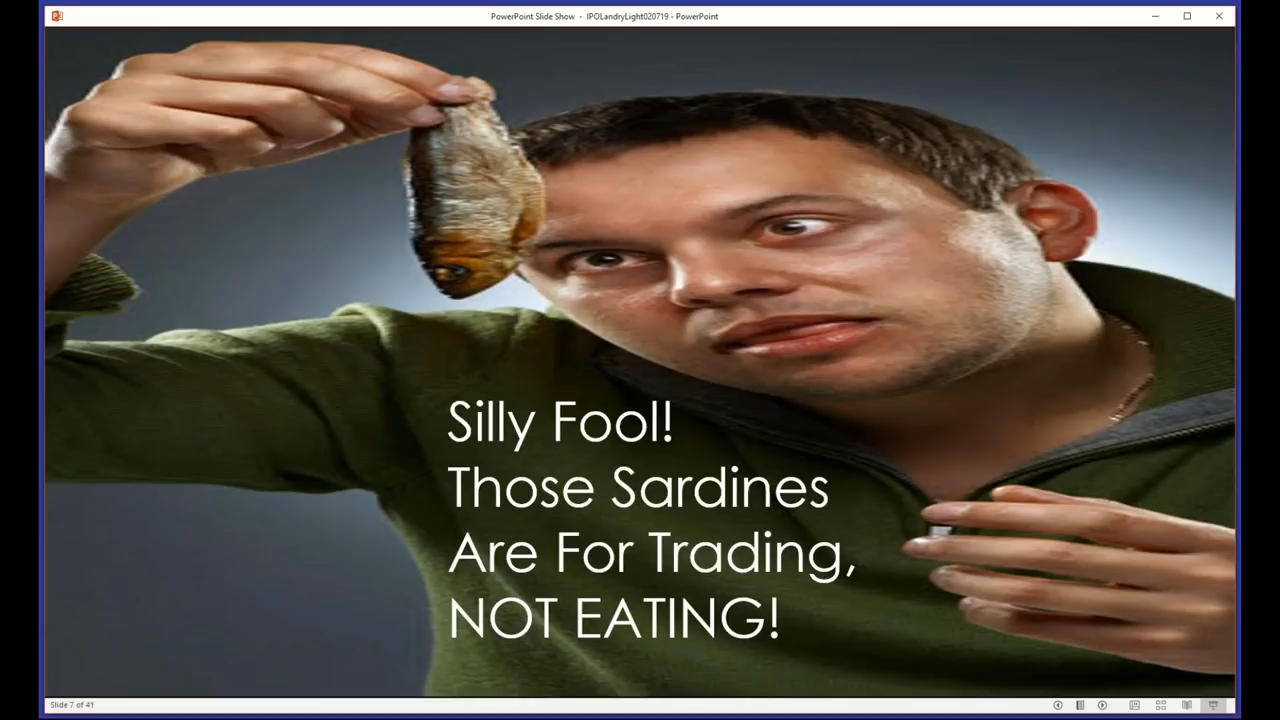 PowerPoint Slide Show - IPOLandryLight020719 - PowerPoint
Silly Fool!
Those Sardines
Are For Trading,
NOT EATING!
Slide 7 of 41